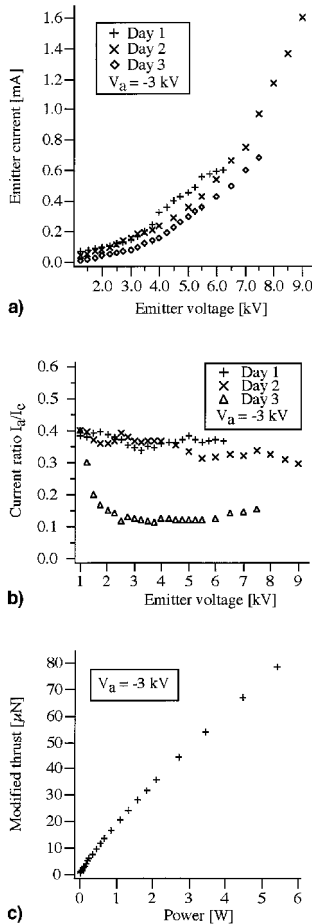 1.6
1.4
1.2
1.0
0.8
0.6
0.4
0.2
0.0
Emitter current [mA]
Day 1
Day 2
Day 3
Vₐ = -3 kV
2.0 3.0 4.0 5.0 6.0 7.0 8.0 9.0
Emitter voltage [kV]
a)
0.6
0.5
0.4
0.3
0.2
0.1
0.0
Current ratio Iₐ/I_c
Day 1
Day 2
Day 3
Vₐ = -3 kV
1 2 3 4 5 6 7 8 9
Emitter voltage [kV]
b)
80
70
60
50
40
30
20
10
0
Modified thrust [µN]
Vₐ = -3 kV
0 1 2 3 4 5 6
Power [W]
c)